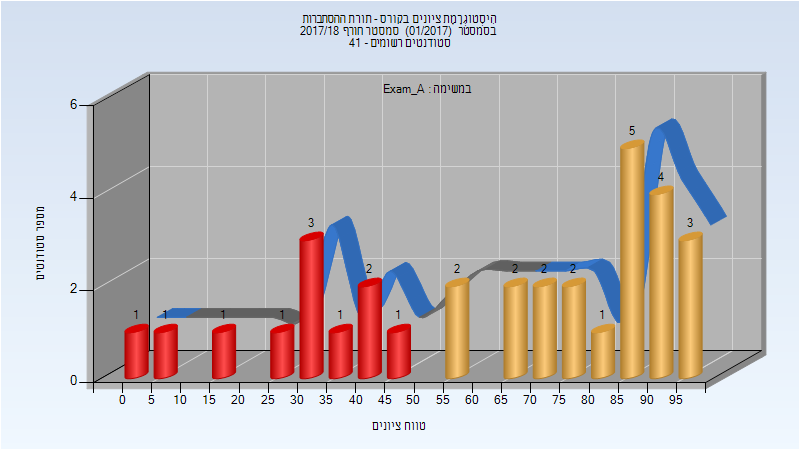 היסטוגרמת ציונים בקורס - תורת ההסתברות
בסמסטר (01/2017) סמסטר חורף 2017/18
סטודנטים רשומים - 41
במשימה : Exam_A
מספר סטודנטים
6
4
2
0
1 1 1 1 3 1 2 1 2 2 2 2 1 5 4 3
0 5 10 15 20 25 30 35 40 45 50 55 60 65 70 75 80 85 90 95
טווח ציונים